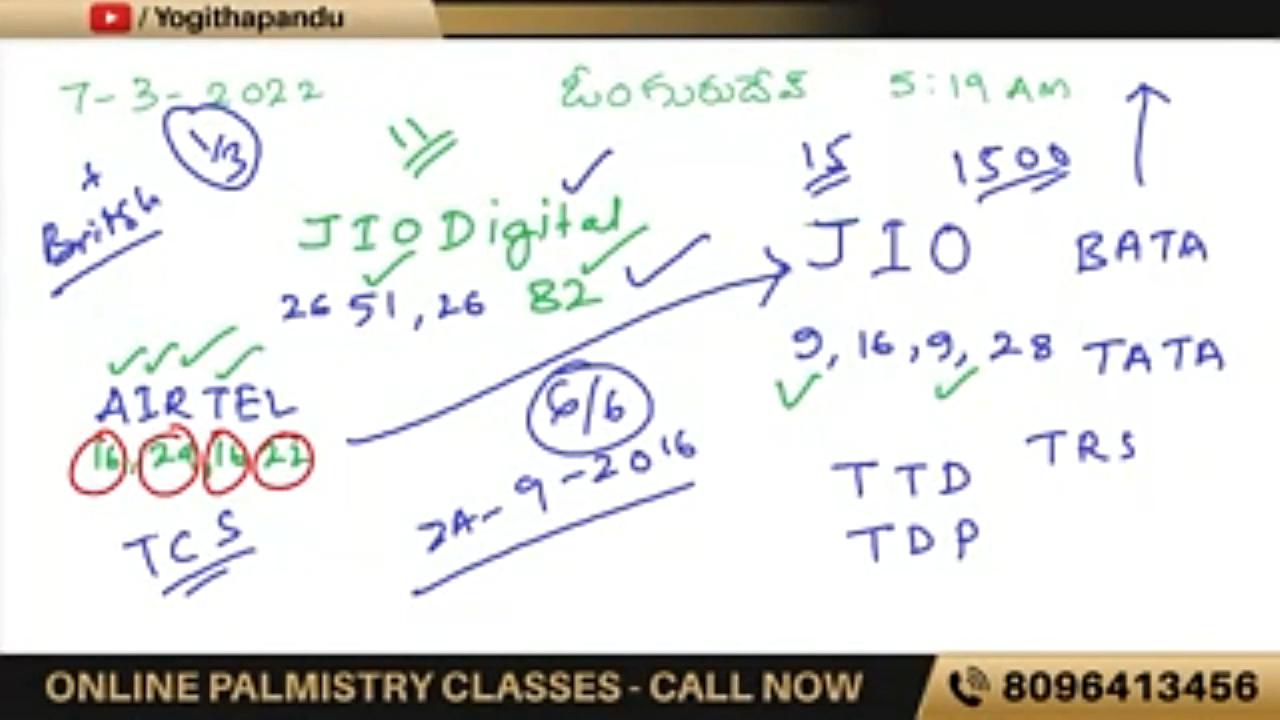 / Yogithapandu
7-3-2022 ఓంగురుదేవ్ 5:19 AM
1/3 11 15 1500
British
JIO Digital JIO BATA
26 51, 26 82
9, 16, 9, 28 TATA
AIRTEL
6/6
16, 24, 16 22
24-9-2016
TRS
TTD
TCS
TDP
ONLINE PALMISTRY CLASSES - CALL NOW 8096413456